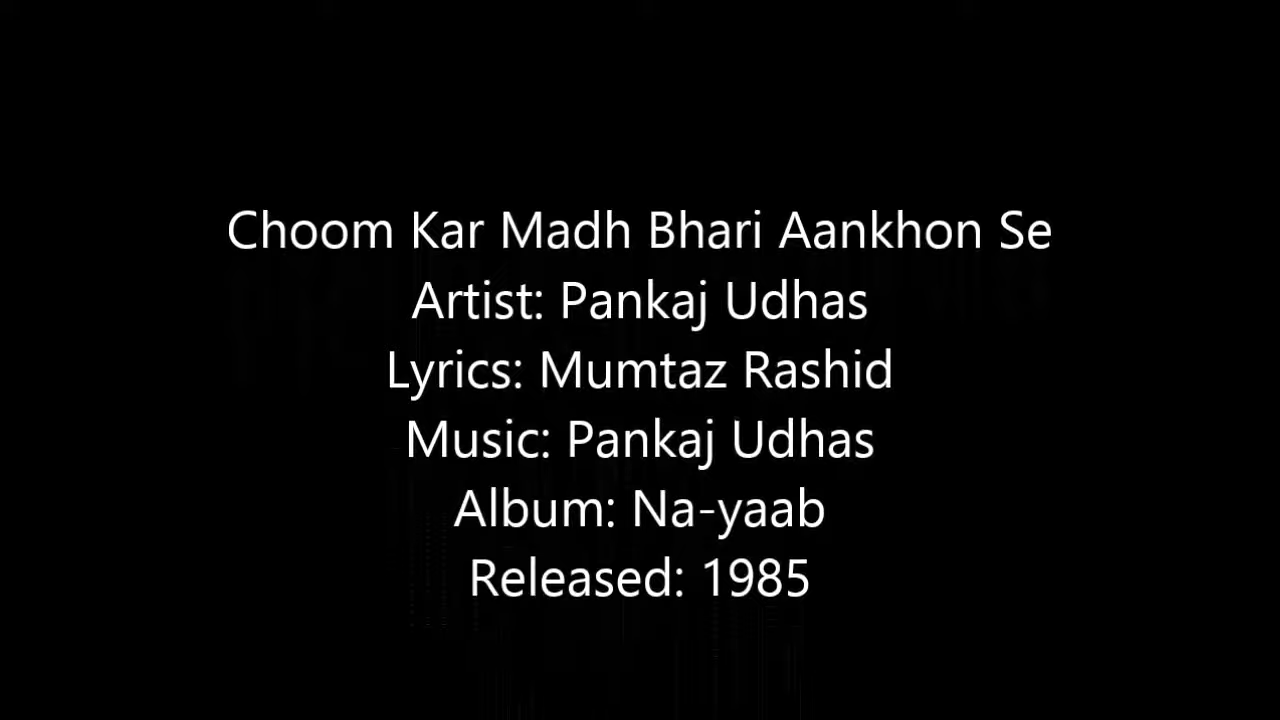 Choom Kar Madh Bhari Aankhon Se
Artist: Pankaj Udhas
Lyrics: Mumtaz Rashid
Music: Pankaj Udhas
Album: Na-yaab
Released: 1985